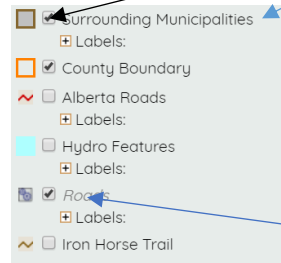 Surrounding Municipalities
Labels:
County Boundary
Alberta Roads
Labels:
Hydro Features
Labels:
Roads
Labels:
Iron Horse Trail